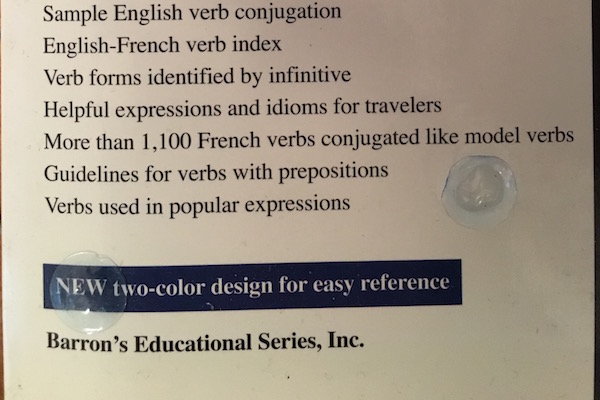 Sample English verb conjugation
English-French verb index
Verb forms identified by infinitive
Helpful expressions and idioms for travelers
More than 1,100 French verbs conjugated like model verbs
Guidelines for verbs with prepositions
Verbs used in popular expressions
NEW two-color design for easy reference
Barron's Educational Series, Inc.